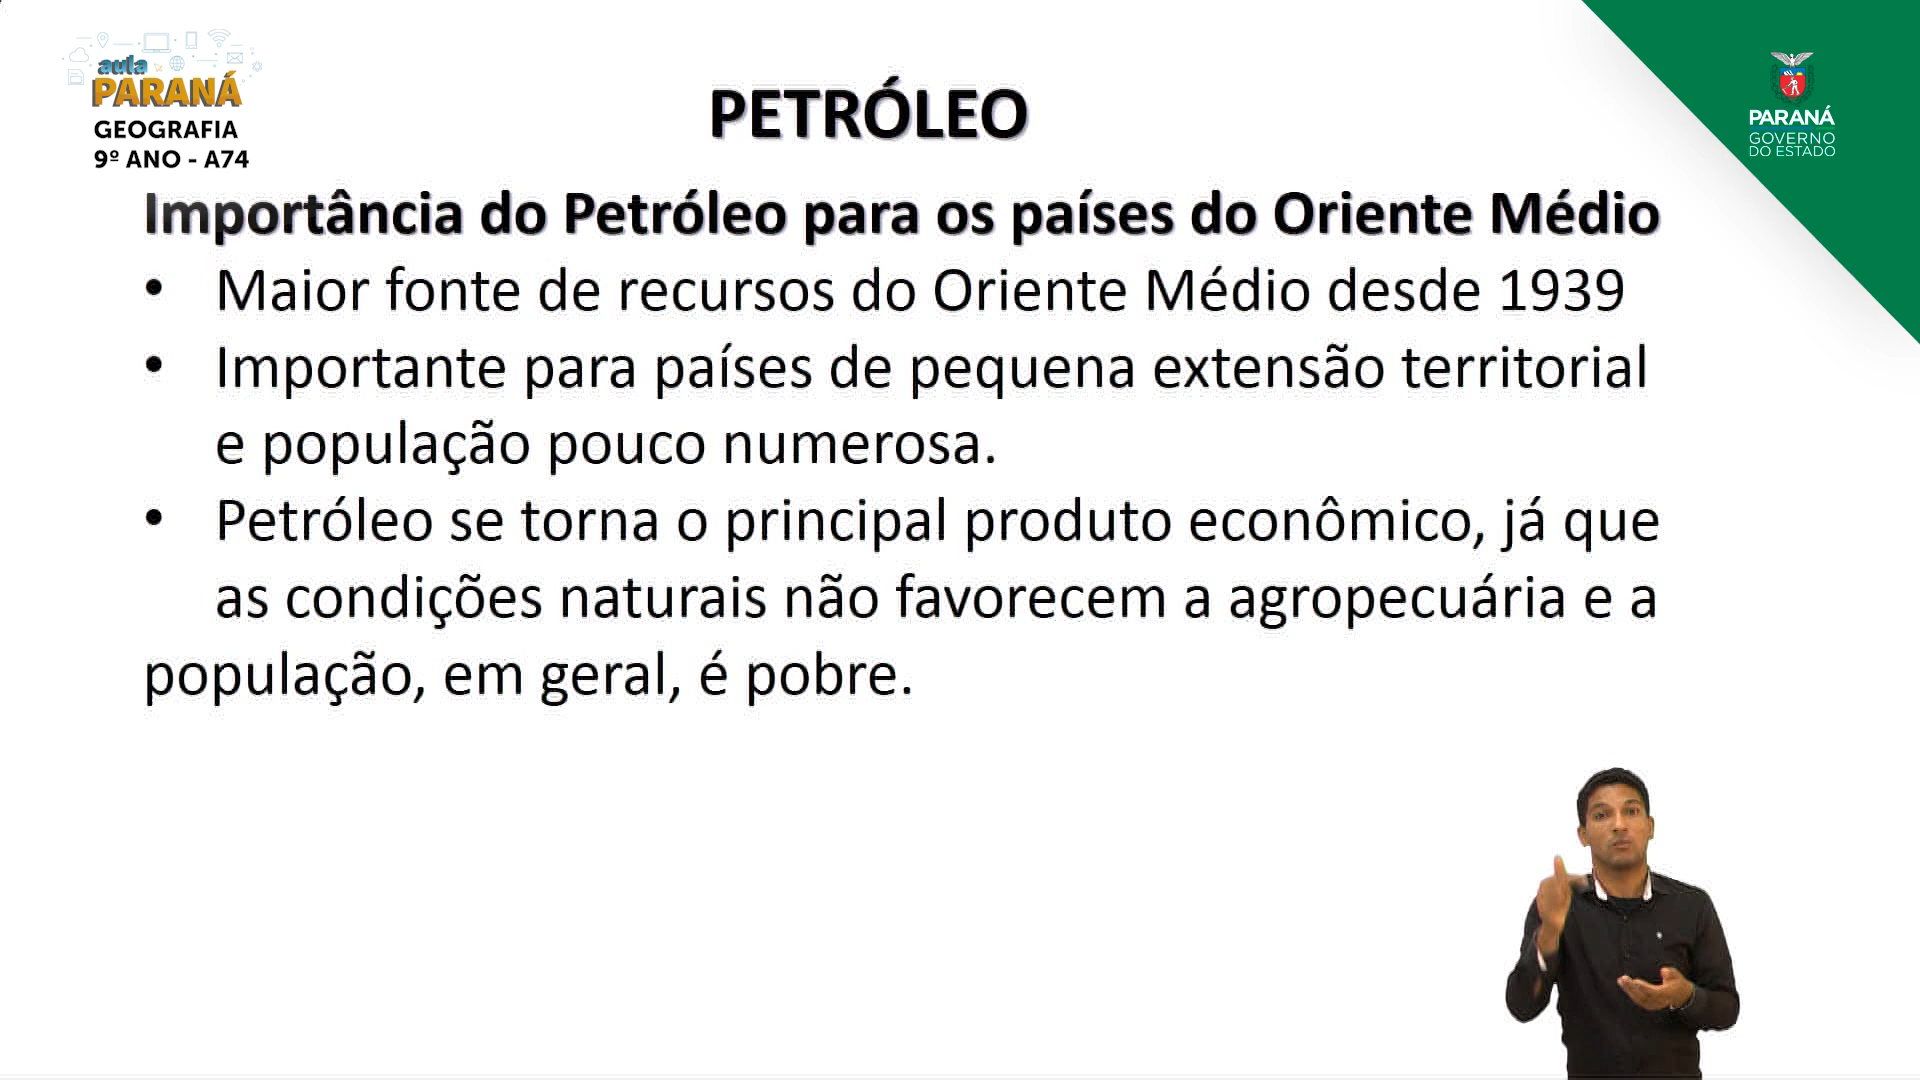 aula
PARANÁ
GEOGRAFIA
9º ANO - A74
PETRÓLEO
PARANÁ
GOVERNO
DO ESTADO
Importância do Petróleo para os países do Oriente Médio
• Maior fonte de recursos do Oriente Médio desde 1939
• Importante para países de pequena extensão territorial
e população pouco numerosa.
• Petróleo se torna o principal produto econômico, já que
as condições naturais não favorecem a agropecuária e a
população, em geral, é pobre.